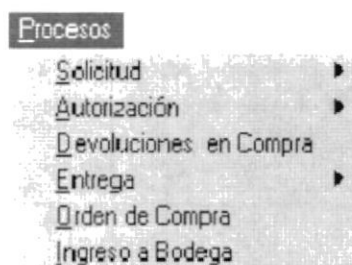 Procesos
Solicitud
Autorización
Devoluciones en Compra
Entrega
Orden de Compra
Ingreso a Bodega